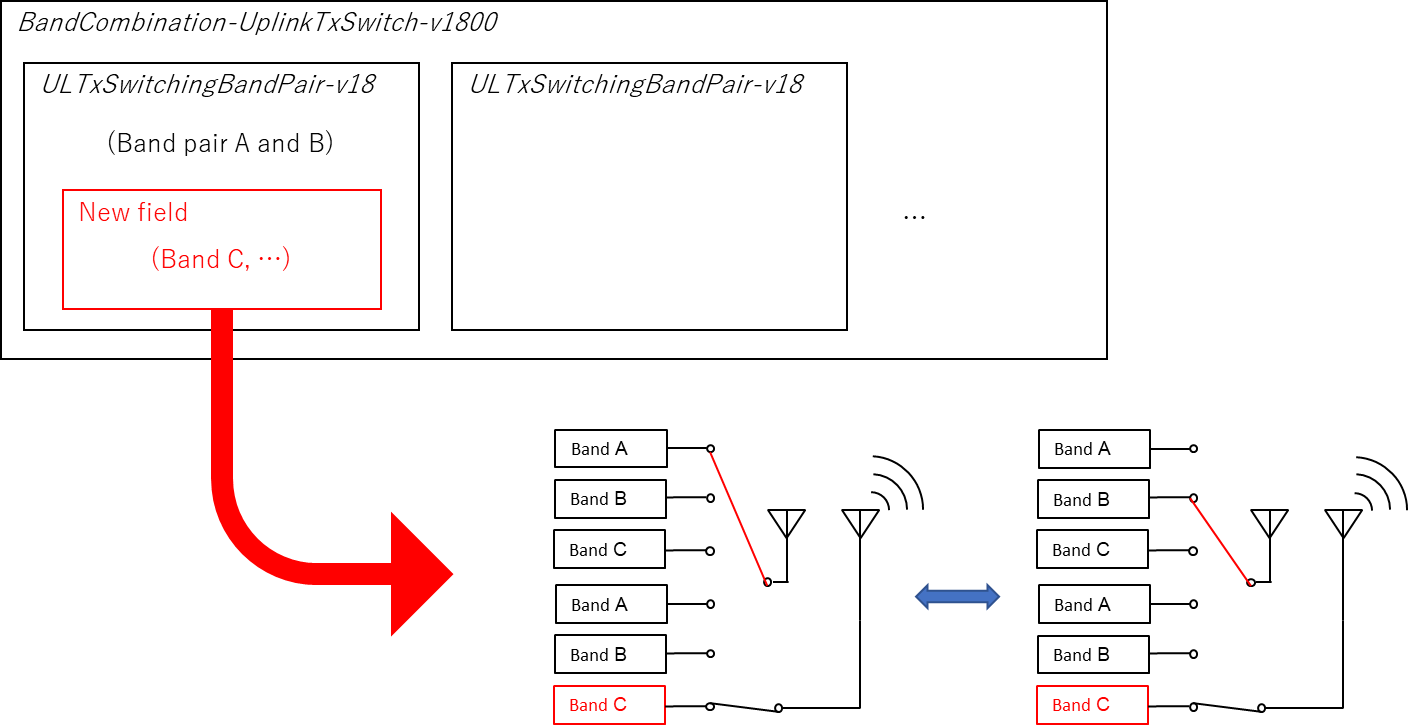 BandCombination-UplinkTxSwitch-v1800
ULTxSwitchingBandPair-v18
ULTxSwitchingBandPair-v18
(Band pair A and B)
New field
(Band C, …)
…
Band A
Band B
Band C
Band A
Band B
Band C
Band A
Band B
Band C
Band A
Band B
Band C